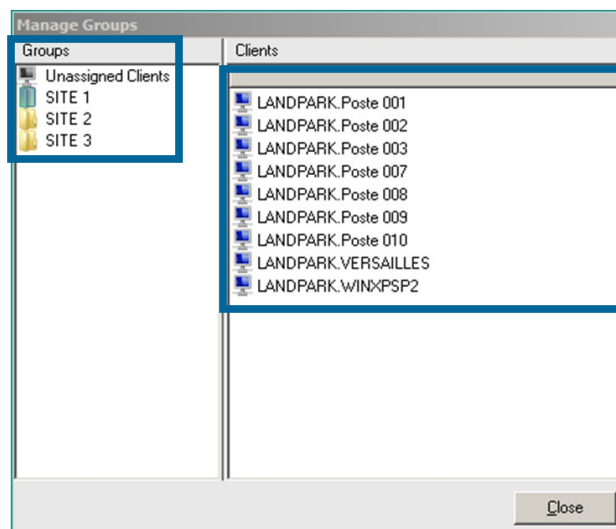 Manage Groups
Groups
Clients
Unassigned Clients
SITE 1
SITE 2
SITE 3
LANDPARK.Poste 001
LANDPARK.Poste 002
LANDPARK.Poste 003
LANDPARK.Poste 007
LANDPARK.Poste 008
LANDPARK.Poste 009
LANDPARK.Poste 010
LANDPARK.VERSAILLES
LANDPARK.WINXPSP2
Close